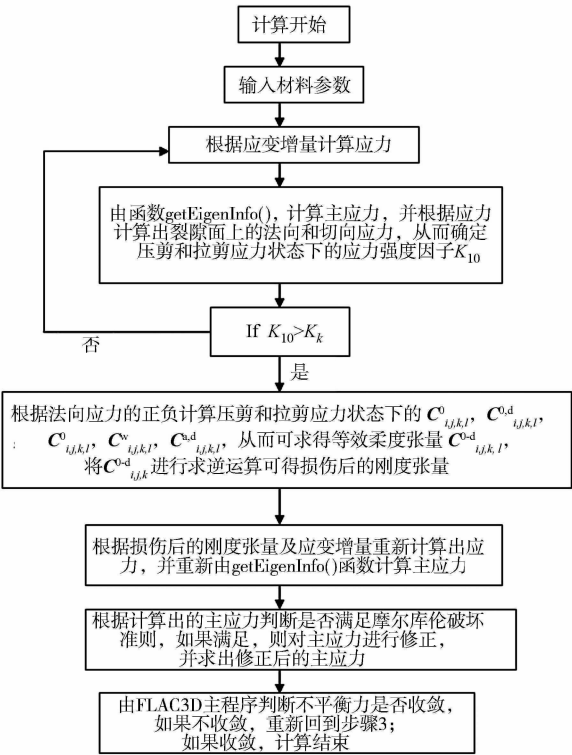 计算开始
输入材料参数
根据应变增量计算应力
由函数getEigenInfo(), 计算主应力，并根据应力
计算出裂隙面上的法向和切向应力，从而确定
压剪和拉剪应力状态下的应力强度因子K10
If K10>Kk
否
是
根据法向应力的正负计算压剪和拉剪应力状态下的 C^0_{i,j,k,l}, C^{0,d}_{i,j,k,l},
C^0_{i,j,k,l}, C^w_{i,j,k,l}, C^{a,d}_{i,j,k,l}, 从而可求得等效柔度张量 C^{0-d}_{i,j,k,l},
将C^{0-d}_{i,j,k}进行求逆运算可得损伤后的刚度张量
根据损伤后的刚度张量及应变增量重新计算出应
力，并重新由getEigenInfo()函数计算主应力
根据计算出的主应力判断是否满足摩尔库伦破坏
准则，如果满足，则对主应力进行修正，
并求出修正后的主应力
由FLAC3D主程序判断不平衡力是否收敛，
如果不收敛，重新回到步骤3；
如果收敛，计算结束